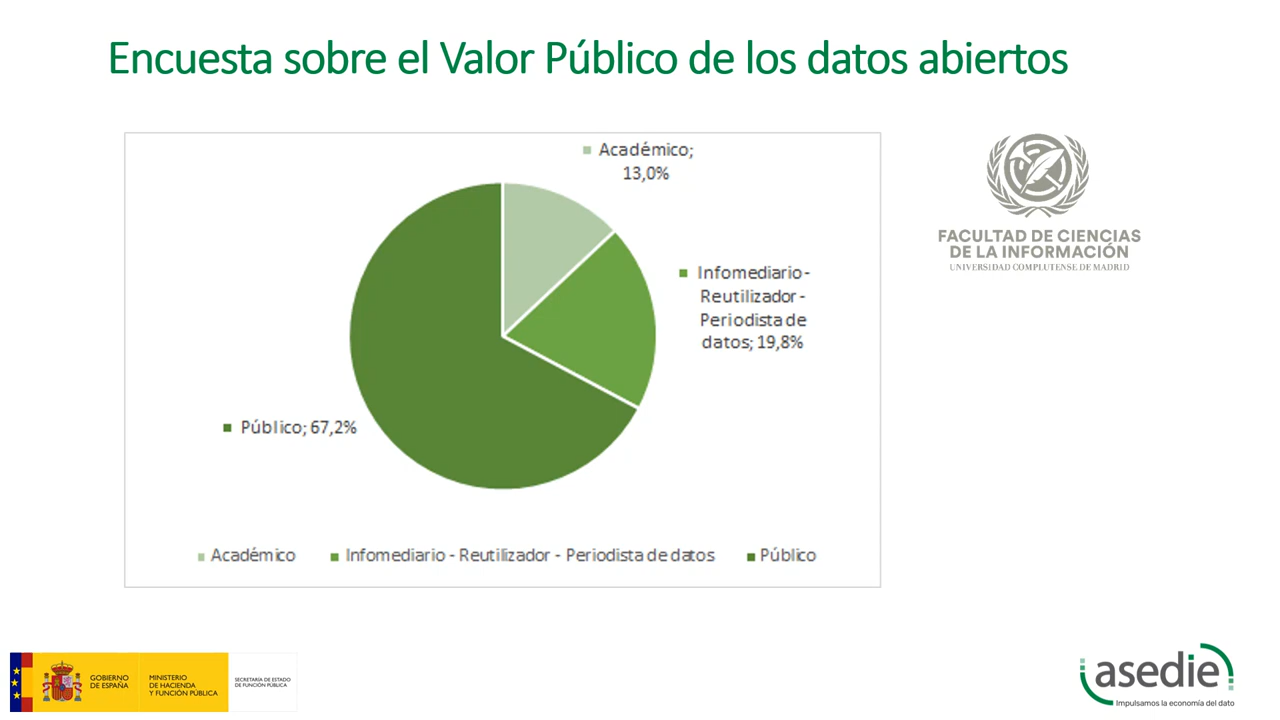 Encuesta sobre el Valor Público de los datos abiertos
Académico;
13,0%
Infomediario-
Reutilizador-
Periodista de
datos; 19,8%
Público; 67,2%
Académico
Infomediario - Reutilizador - Periodista de datos
Público
FACULTAD DE CIENCIAS
DE LA INFORMACIÓN
UNIVERSIDAD COMPLUTENSE DE MADRID
GOBIERNO
DE ESPAÑA
MINISTERIO
DE HACIENDA
Y FUNCIÓN PÚBLICA
SECRETARÍA DE ESTADO
DE FUNCIÓN PÚBLICA
asedie
Impulsamos la economía del dato